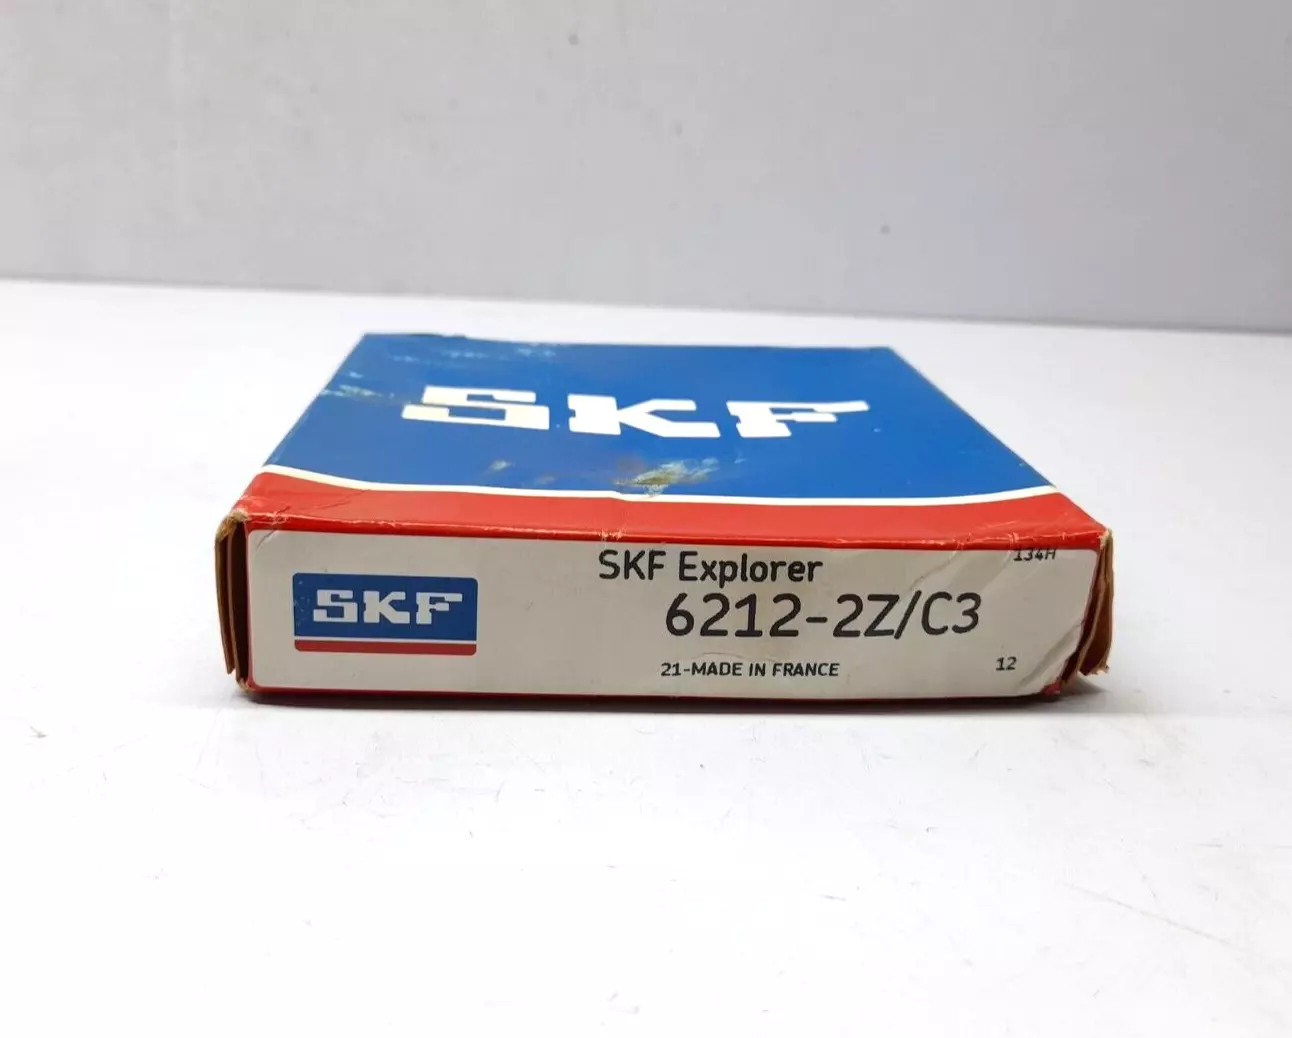 SKF
134H
SKF Explorer
SKF
6212-2Z/C3
21-MADE IN FRANCE
12